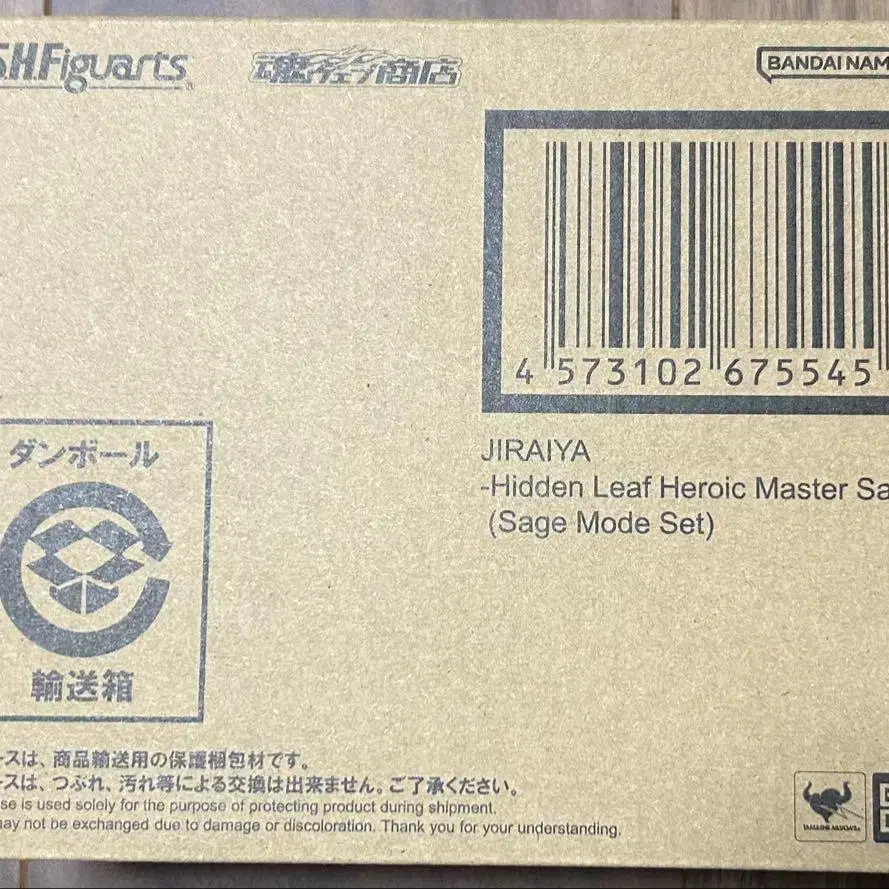 S.H.Figuarts
魂ウェブ商店
BANDAI NAM
4 573102 675545
JIRAIYA
-Hidden Leaf Heroic Master Sa
(Sage Mode Set)
ダンボール
輸送箱
ースは、商品輸送用の保護梱包材です。
ースは、つぶれ、汚れ等による交換は出来ません。ご了承ください。
se is used solely for the purpose of protecting product during shipment.
may not be exchanged due to damage or discoloration. Thank you for your understanding.
TAMASHII NATIONS